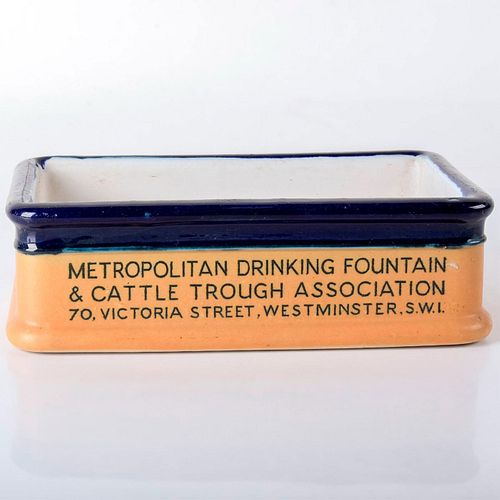 METROPOLITAN DRINKING FOUNTAIN
& CATTLE TROUGH ASSOCIATION
70, VICTORIA STREET, WESTMINSTER, S.W.1.